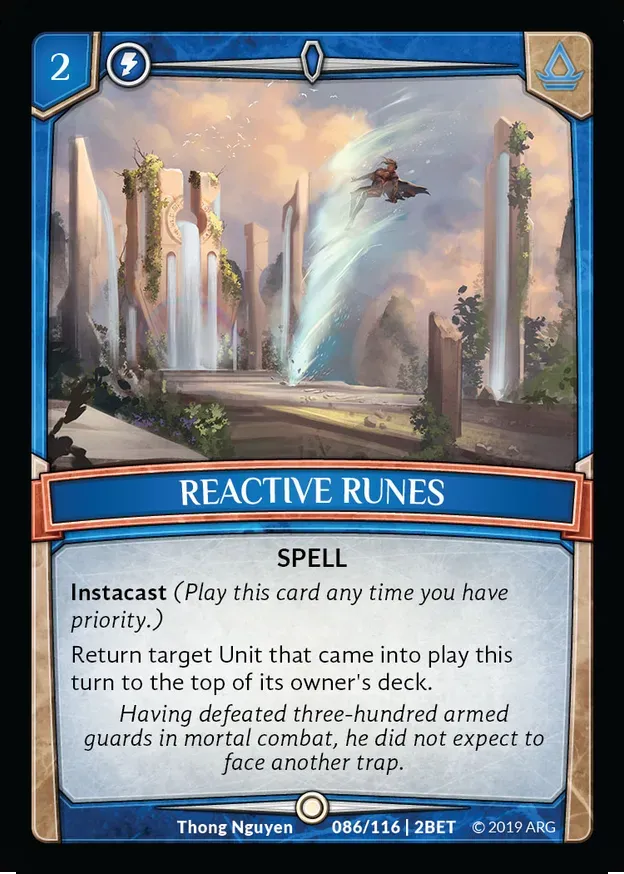 2
REACTIVE RUNES
SPELL
Instacast (Play this card any time you have
priority.)
Return target Unit that came into play this
turn to the top of its owner's deck.
Having defeated three-hundred armed
guards in mortal combat, he did not expect to
face another trap.
Thong Nguyen 086/116 | 2BET © 2019 ARG